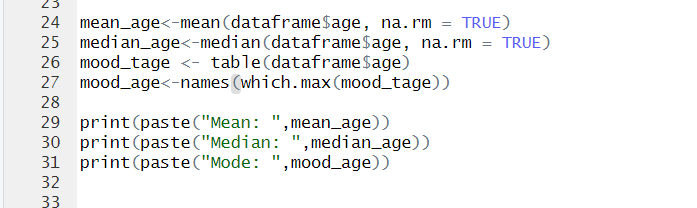 23
24 mean_age<-mean(dataframe$age, na.rm = TRUE)
25 median_age<-median(dataframe$age, na.rm = TRUE)
26 mood_tage <- table(dataframe$age)
27 mood_age<-names(which.max(mood_tage))
28
29 print(paste("Mean: ",mean_age))
30 print(paste("Median: ",median_age))
31 print(paste("Mode: ",mood_age))
32
33